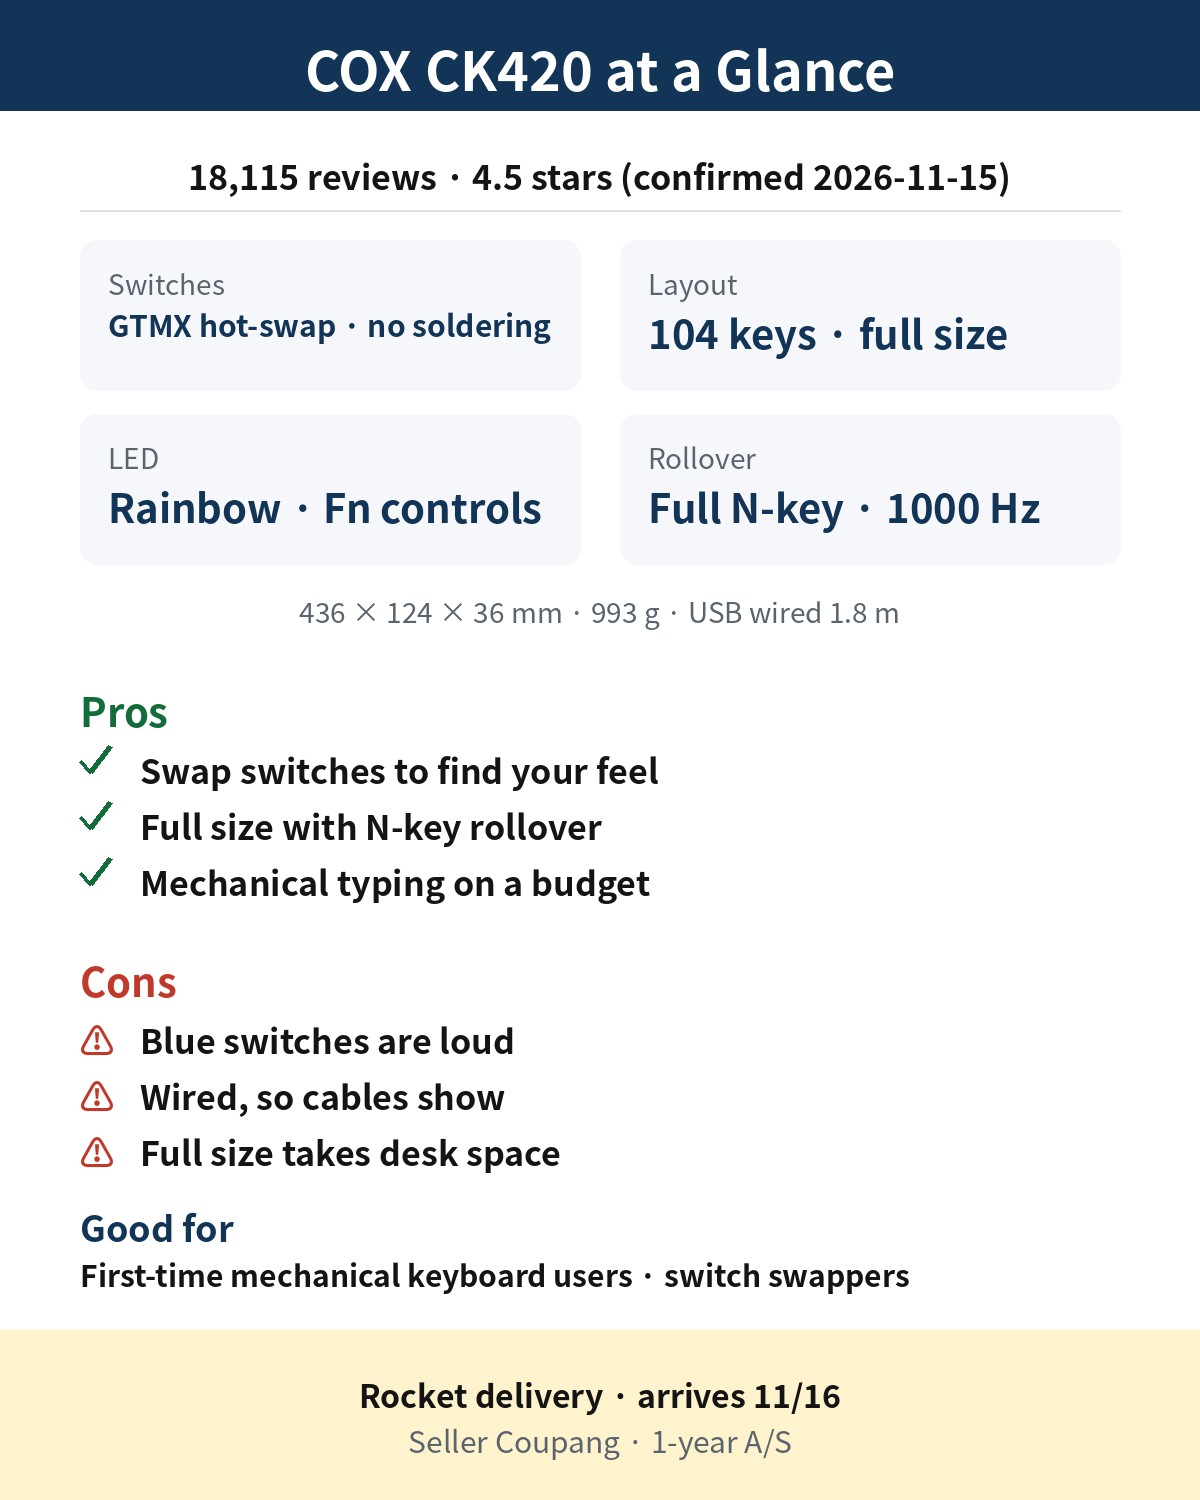 COX CK420 at a Glance
18,115 reviews · 4.5 stars (confirmed 2026-11-15)
Switches
GTMX hot-swap · no soldering
Layout
104 keys · full size
LED
Rainbow · Fn controls
Rollover
Full N-key · 1000 Hz
436 × 124 × 36 mm · 993 g · USB wired 1.8 m
Pros
Swap switches to find your feel
Full size with N-key rollover
Mechanical typing on a budget
Cons
Blue switches are loud
Wired, so cables show
Full size takes desk space
Good for
First-time mechanical keyboard users · switch swappers
Rocket delivery · arrives 11/16
Seller Coupang · 1-year A/S